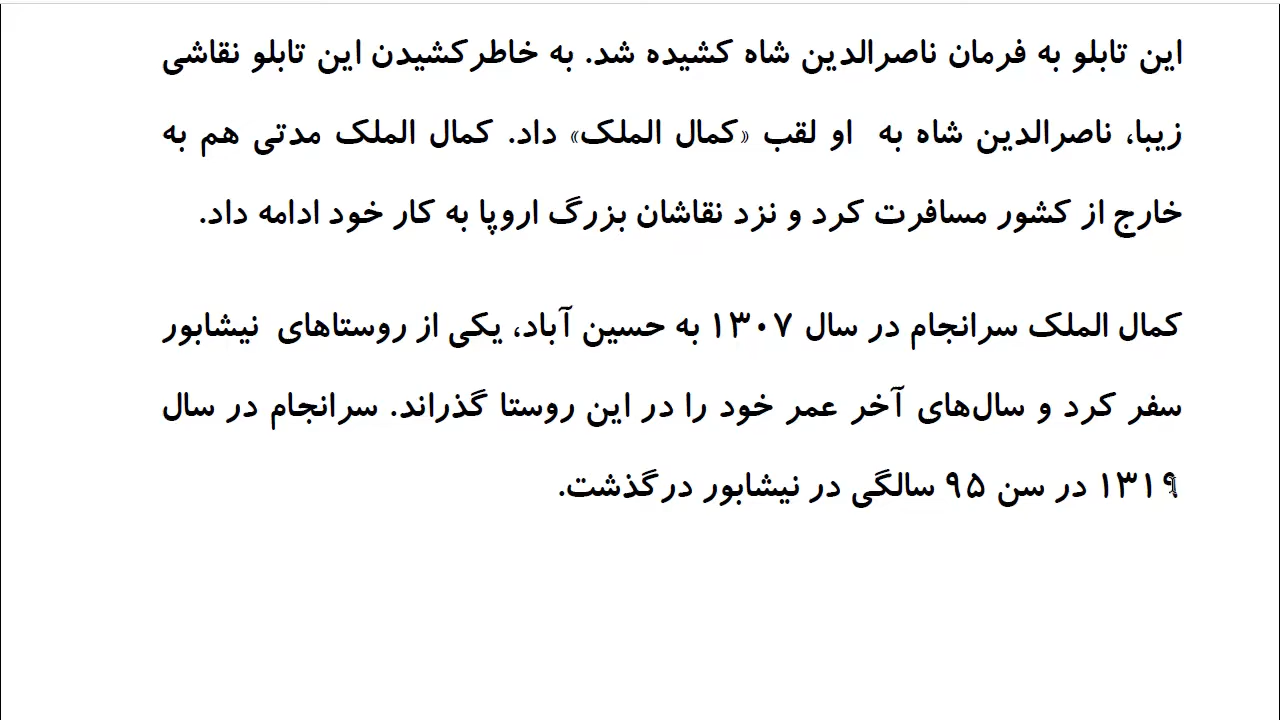 این تابلو به فرمان ناصرالدین شاه کشیده شد. به خاطرکشیدن این تابلو نقاشی
زیبا، ناصرالدین شاه به او لقب «کمال الملک» داد. کمال الملک مدتی هم به
خارج از کشور مسافرت کرد و نزد نقاشان بزرگ اروپا به کار خود ادامه داد.
کمال الملک سرانجام در سال ۱۳۰۷ به حسین آباد، یکی از روستاهای نیشابور
سفر کرد و سال‌های آخر عمر خود را در این روستا گذراند. سرانجام در سال
۱۳۱۹ در سن ۹۵ سالگی در نیشابور درگذشت.